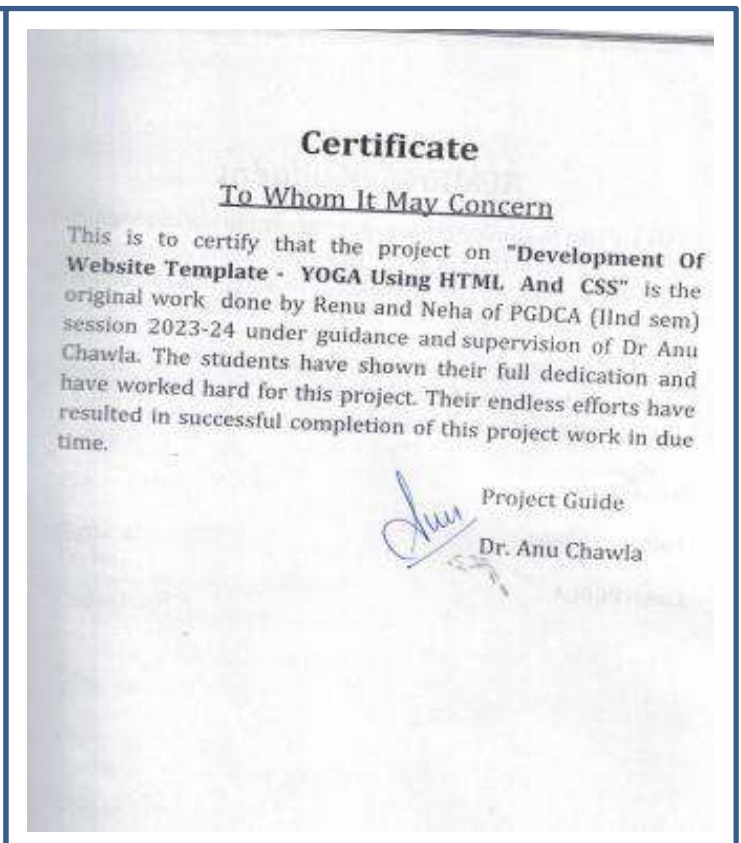 Certificate
To Whom It May Concern
This is to certify that the project on "Development Of
Website Template - YOGA Using HTML And CSS" is the
original work done by Renu and Neha of PGDCA (IInd sem)
session 2023-24 under guidance and supervision of Dr Anu
Chawla. The students have shown their full dedication and
have worked hard for this project. Their endless efforts have
resulted in successful completion of this project work in due
time.
Anu
Project Guide
Dr. Anu Chawla